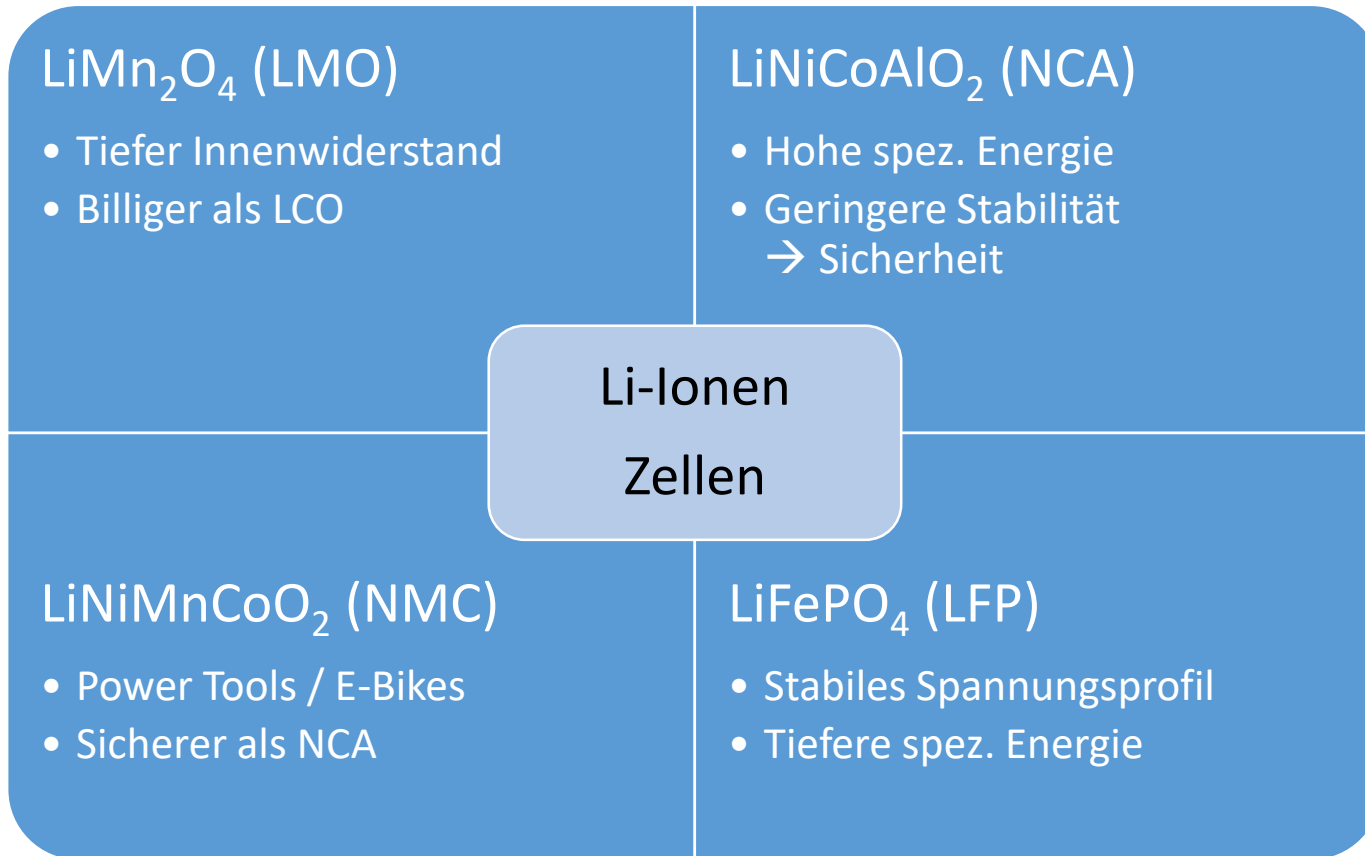 LiMn₂O₄ (LMO)
• Tiefer Innenwiderstand
• Billiger als LCO
LiNiCoAlO₂ (NCA)
• Hohe spez. Energie
• Geringere Stabilität
→ Sicherheit
Li-Ionen
Zellen
LiNiMnCoO₂ (NMC)
• Power Tools / E-Bikes
• Sicherer als NCA
LiFePO₄ (LFP)
• Stabiles Spannungsprofil
• Tiefere spez. Energie